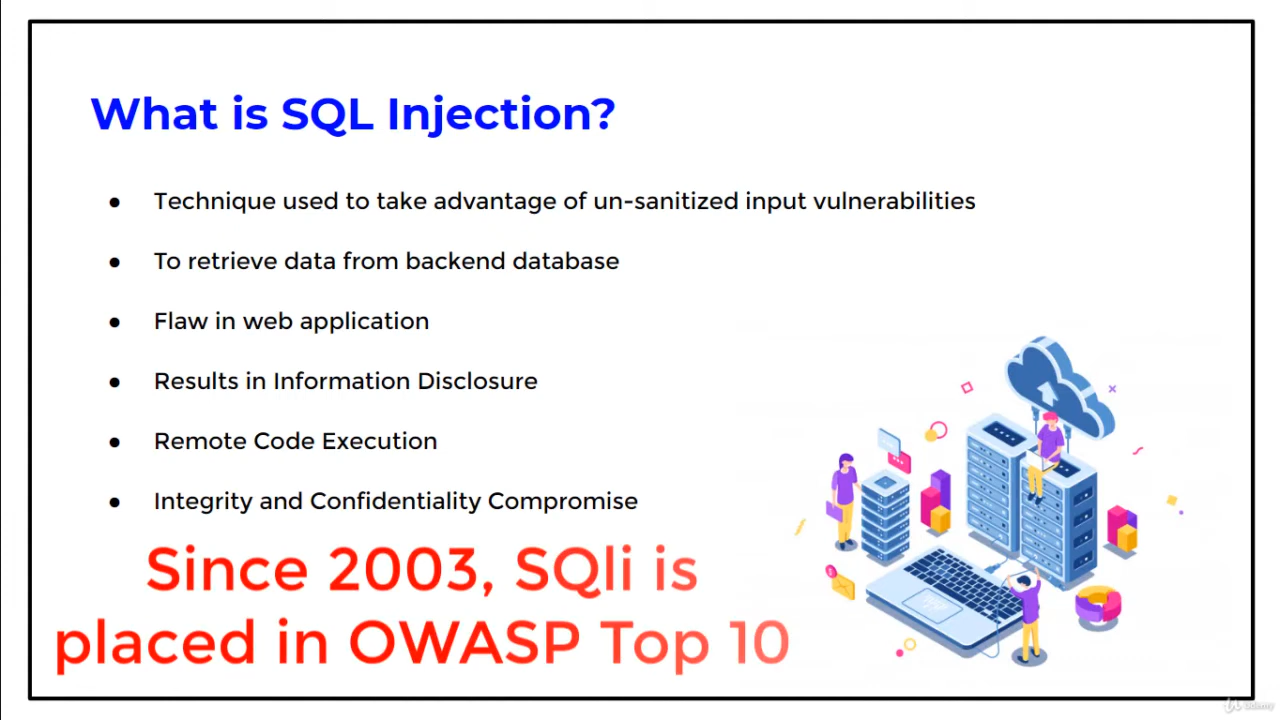 What is SQL Injection?
● Technique used to take advantage of un-sanitized input vulnerabilities
● To retrieve data from backend database
● Flaw in web application
● Results in Information Disclosure
● Remote Code Execution
● Integrity and Confidentiality Compromise
Since 2003, SQli is
placed in OWASP Top 10
Udemy